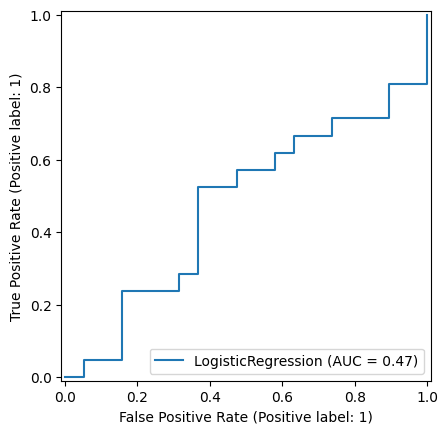 1.0
0.8
0.6
0.4
0.2
0.0
True Positive Rate (Positive label: 1)
LogisticRegression (AUC = 0.47)
0.0 0.2 0.4 0.6 0.8 1.0
False Positive Rate (Positive label: 1)